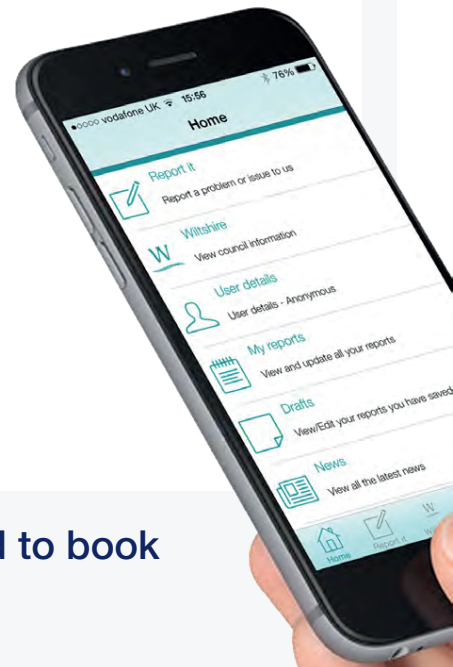 ●○○○○ vodafone UK 15:56 76%
Home
Report it
Report a problem or issue to us
Wiltshire
View council information
User details
User details - Anonymous
My reports
View and update all your reports
Drafts
View/Edit your reports you have saved
News
View all the latest news
Home Report it W
to book